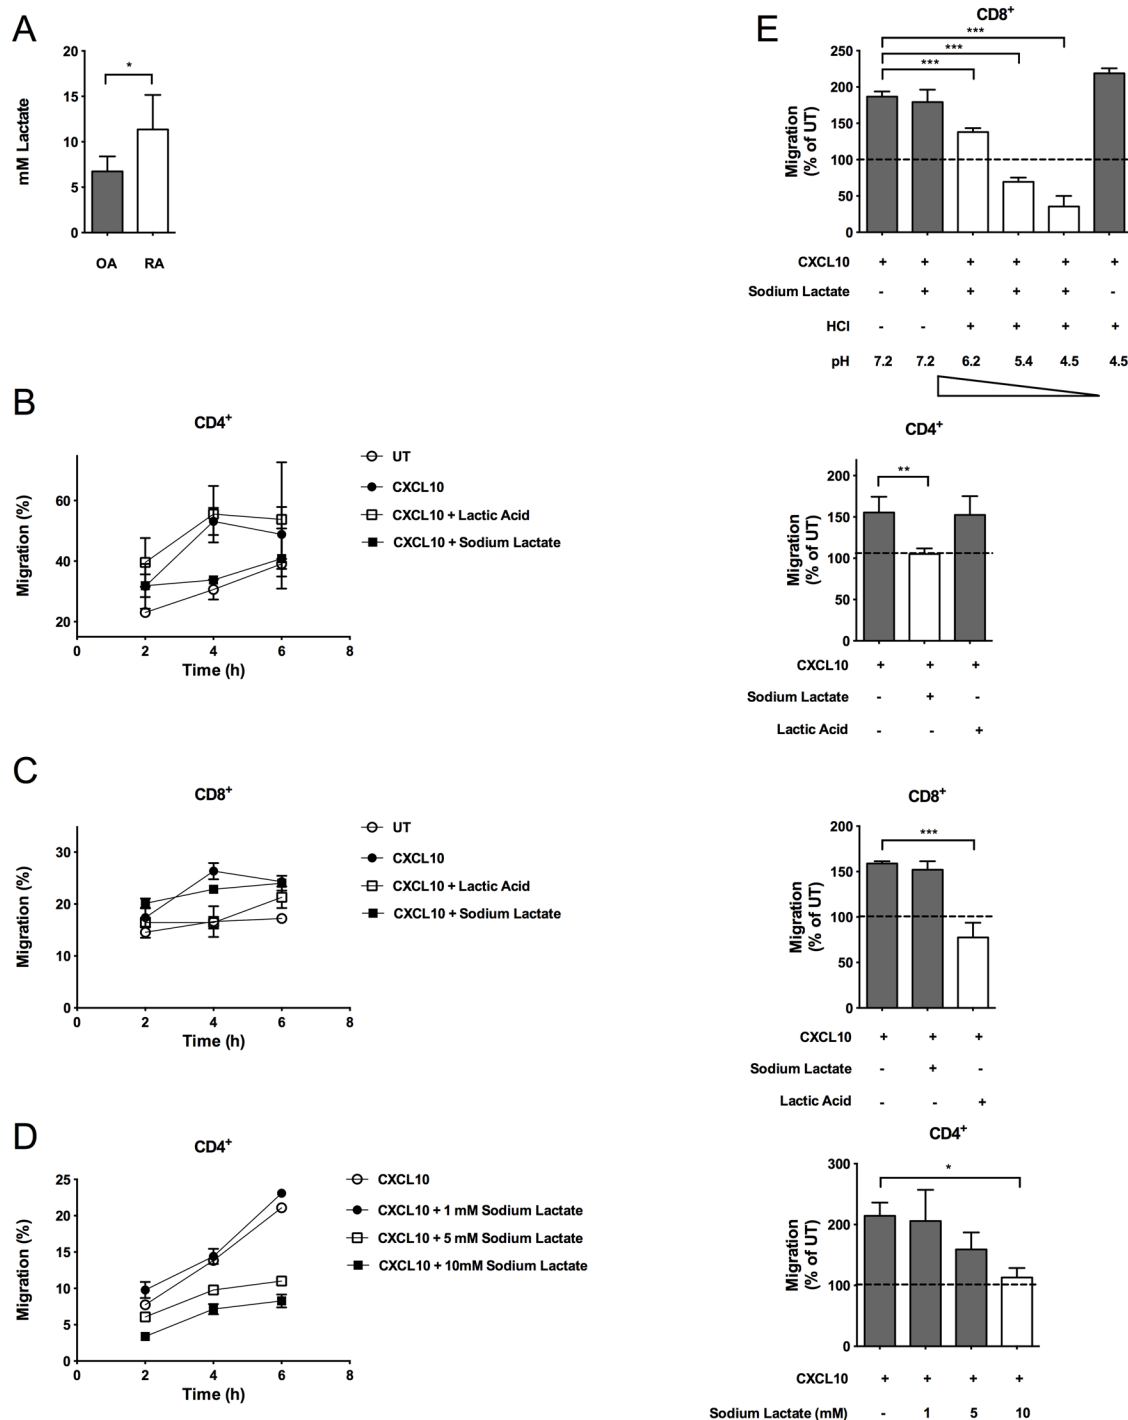 A
20
15
10
5
0
mM Lactate
*
OA RA
E
CD8+
***
***
***
250
200
150
100
50
0
Migration
(% of UT)
CXCL10 + + + + + +
Sodium Lactate - + + + + -
HCl - - + + + +
pH 7.2 7.2 6.2 5.4 4.5 4.5
B
CD4+
60
40
20
Migration (%)
0 2 4 6 8
Time (h)
UT
CXCL10
CXCL10 + Lactic Acid
CXCL10 + Sodium Lactate
CD4+
**
200
150
100
50
0
Migration
(% of UT)
CXCL10 + + +
Sodium Lactate - + -
Lactic Acid - - +
C
CD8+
30
20
10
0
Migration (%)
0 2 4 6 8
Time (h)
UT
CXCL10
CXCL10 + Lactic Acid
CXCL10 + Sodium Lactate
CD8+
***
200
150
100
50
0
Migration
(% of UT)
CXCL10 + + +
Sodium Lactate - + -
Lactic Acid - - +
D
CD4+
25
20
15
10
5
0
Migration (%)
0 2 4 6 8
Time (h)
CXCL10
CXCL10 + 1 mM Sodium Lactate
CXCL10 + 5 mM Sodium Lactate
CXCL10 + 10mM Sodium Lactate
CD4+
*
300
200
100
0
Migration
(% of UT)
CXCL10 + + + +
Sodium Lactate (mM) - 1 5 10